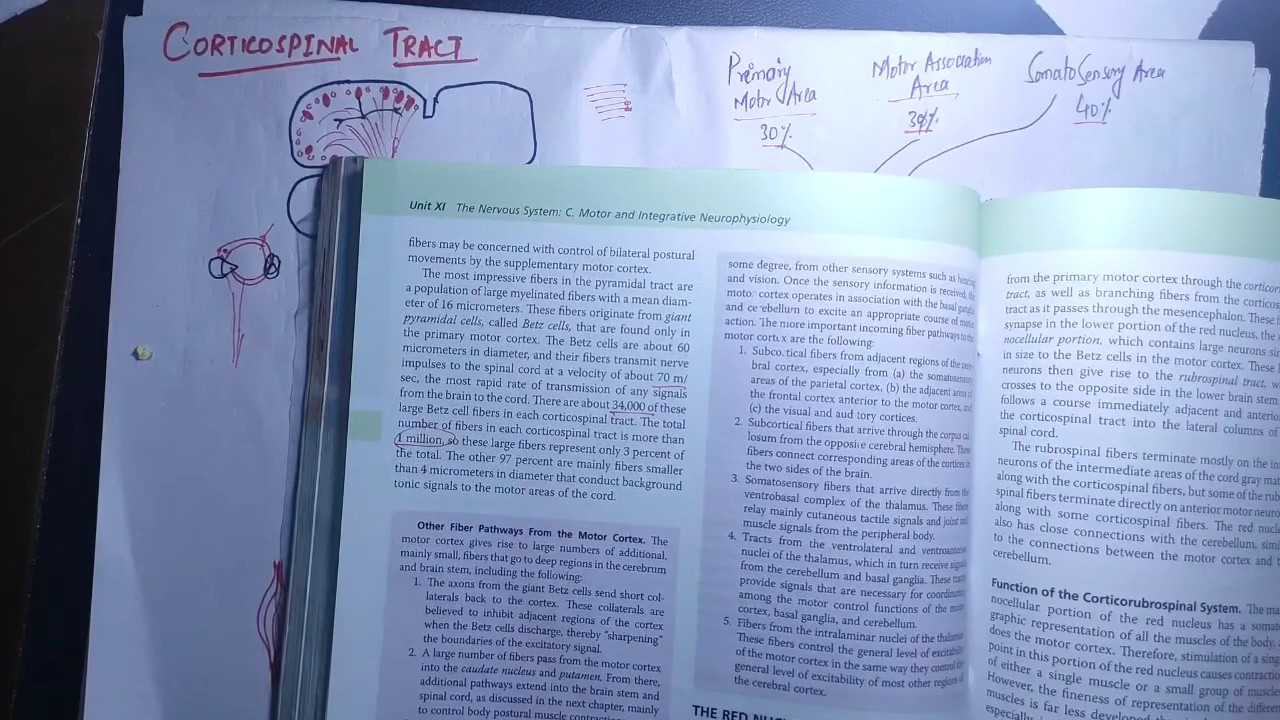 CORTICOSPINAL TRACT
Primary
Motor Area
30%
Motor Association
Area
30%
SomatoSensory Area
40%
Unit XI The Nervous System: C. Motor and Integrative Neurophysiology
fibers may be concerned with control of bilateral postural
movements by the supplementary motor cortex.
The most impressive fibers in the pyramidal tract are
a population of large myelinated fibers with a mean diam-
eter of 16 micrometers. These fibers originate from giant
pyramidal cells, called Betz cells, that are found only in
the primary motor cortex. The Betz cells are about 60
micrometers in diameter, and their fibers transmit nerve
impulses to the spinal cord at a velocity of about 70 m/
sec, the most rapid rate of transmission of any signals
from the brain to the cord. There are about 34,000 of these
large Betz cell fibers in each corticospinal tract. The total
number of fibers in each corticospinal tract is more than
1 million, so these large fibers represent only 3 percent of
the total. The other 97 percent are mainly fibers smaller
than 4 micrometers in diameter that conduct background
tonic signals to the motor areas of the cord.
Other Fiber Pathways From the Motor Cortex. The
motor cortex gives rise to large numbers of additional,
mainly small, fibers that go to deep regions in the cerebrum
and brain stem, including the following:
1. The axons from the giant Betz cells send short col-
laterals back to the cortex. These collaterals are
believed to inhibit adjacent regions of the cortex
when the Betz cells discharge, thereby “sharpening”
the boundaries of the excitatory signal.
2. A large number of fibers pass from the motor cortex
into the caudate nucleus and putamen. From there,
additional pathways extend into the brain stem and
spinal cord, as discussed in the next chapter, mainly
to control body postural muscle
some degree, from other sensory systems such as
and vision. Once the sensory information is received,
motor cortex operates in association with the basal
and cerebellum to excite an appropriate course of
action. The more important incoming fiber pathways to the
motor cortex are the following:
1. Subcortical fibers from adjacent regions of the
bral cortex, especially from (a) the somatosensory
areas of the parietal cortex, (b) the adjacent areas of
the frontal cortex anterior to the motor cortex, and
(c) the visual and auditory cortices.
2. Subcortical fibers that arrive through the corpus cal-
losum from the opposite cerebral hemisphere. These
fibers connect corresponding areas of the cortices in
the two sides of the brain.
3. Somatosensory fibers that arrive directly from the
ventrobasal complex of the thalamus. These fibers
relay mainly cutaneous tactile signals and joint and
muscle signals from the peripheral body.
4. Tracts from the ventrolateral and ventroanterior
nuclei of the thalamus, which in turn receive signals
from the cerebellum and basal ganglia. These tracts
provide signals that are necessary for coordination
among the motor control functions of the motor
cortex, basal ganglia, and cerebellum.
5. Fibers from the intralaminar nuclei of the thalamus.
These fibers control the general level of excitability
of the motor cortex in the same way they control the
general level of excitability of most other regions of
the cerebral cortex.
THE RED
from the primary motor cortex through the
tract, as well as branching fibers from the
tract as it passes through the mesencephalon. These
synapse in the lower portion of the red nucleus, the
nocellular portion, which contains large neurons
in size to the Betz cells in the motor cortex. These
neurons then give rise to the rubrospinal tract,
crosses to the opposite side in the lower brain stem
follows a course immediately adjacent and
the corticospinal tract into the lateral columns of
spinal cord.
The rubrospinal fibers terminate mostly on the
neurons of the intermediate areas of the cord gray
along with the corticospinal fibers, but some of the
spinal fibers terminate directly on anterior motor
along with some corticospinal fibers. The red
also has close connections with the cerebellum,
to the connections between the motor cortex and
cerebellum.
Function of the Corticorubrospinal System. The
nocellular portion of the red nucleus has a
graphic representation of all the muscles of the body,
does the motor cortex. Therefore, stimulation of a
point in this portion of the red nucleus causes
of either a single muscle or a small group of
However, the fineness of representation of the
muscles is far less developed
especially